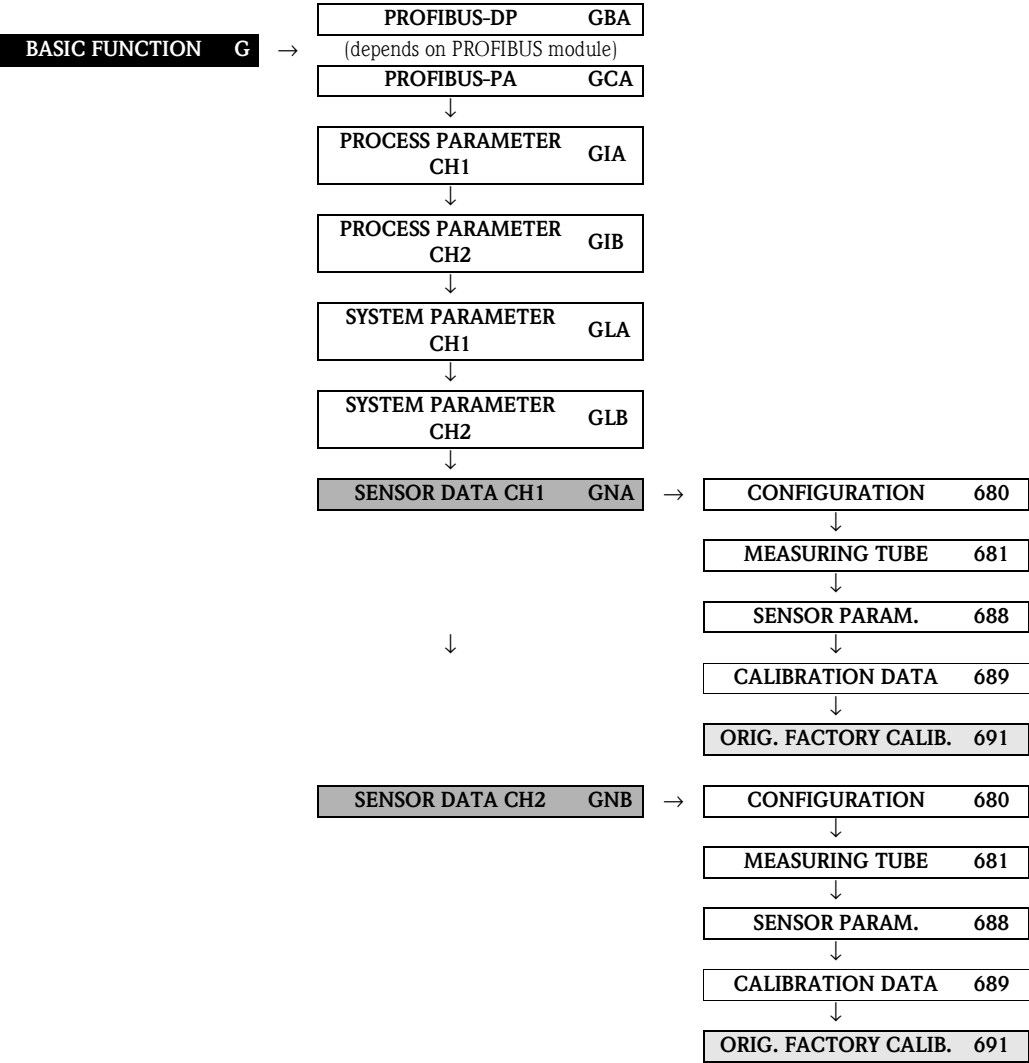 PROFIBUS-DP GBA
BASIC FUNCTION G → (depends on PROFIBUS module)
PROFIBUS-PA GCA
↓
PROCESS PARAMETER
CH1 GIA
↓
PROCESS PARAMETER
CH2 GIB
↓
SYSTEM PARAMETER
CH1 GLA
↓
SYSTEM PARAMETER
CH2 GLB
↓
SENSOR DATA CH1 GNA → CONFIGURATION 680
↓
MEASURING TUBE 681
↓
SENSOR PARAM. 688
↓ ↓
CALIBRATION DATA 689
↓
ORIG. FACTORY CALIB. 691
SENSOR DATA CH2 GNB → CONFIGURATION 680
↓
MEASURING TUBE 681
↓
SENSOR PARAM. 688
↓
CALIBRATION DATA 689
↓
ORIG. FACTORY CALIB. 691